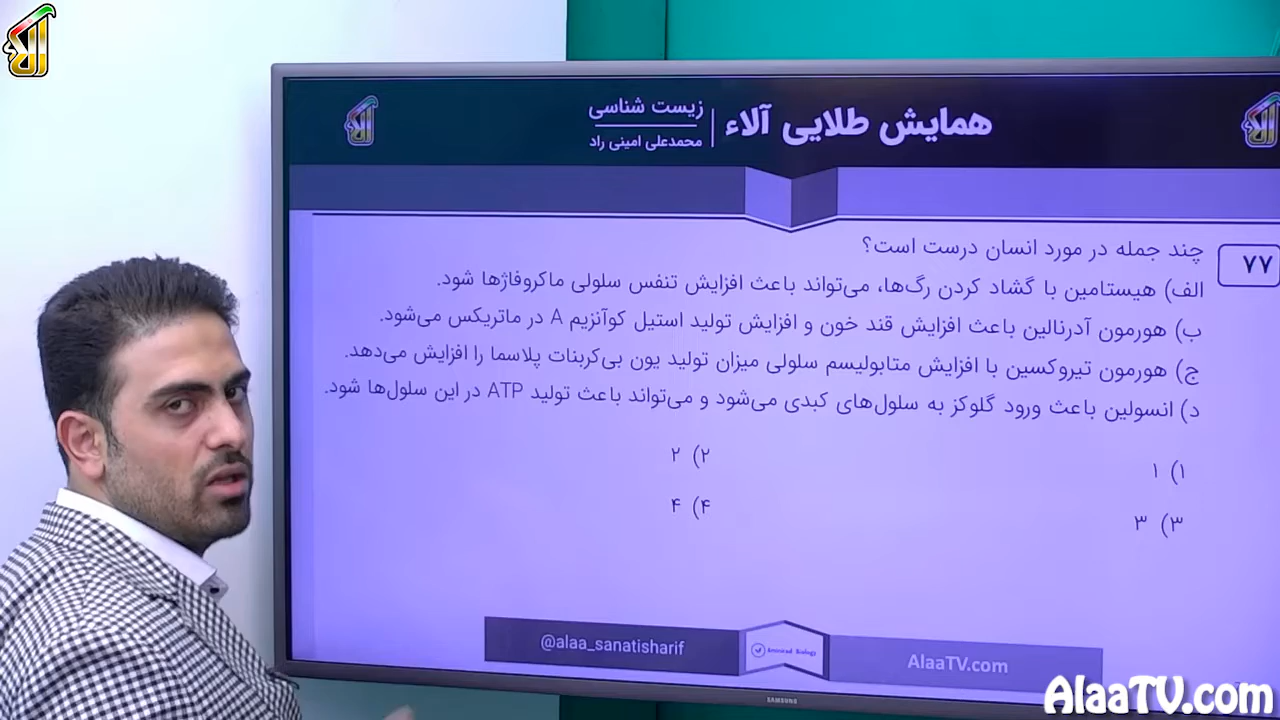 همایش طلایی آلاء
زیست شناسی
محمدعلی امینی راد
۷۷
چند جمله در مورد انسان درست است؟
الف) هیستامین با گشاد کردن رگ‌ها، می‌تواند باعث افزایش تنفس سلولی ماکروفاژها شود.
ب) هورمون آدرنالین باعث افزایش قند خون و افزایش تولید استیل کوآنزیم A در ماتریکس می‌شود.
ج) هورمون تیروکسین با افزایش متابولیسم سلولی میزان تولید یون بی‌کربنات پلاسما را افزایش می‌دهد.
د) انسولین باعث ورود گلوکز به سلول‌های کبدی می‌شود و می‌تواند باعث تولید ATP در این سلول‌ها شود.
۱) ۱
۲) ۲
۳) ۳
۴) ۴
@alaa_sanatisharif
Aminirad Biology
AlaaTV.com
SAMSUNG
AlaaTV.com